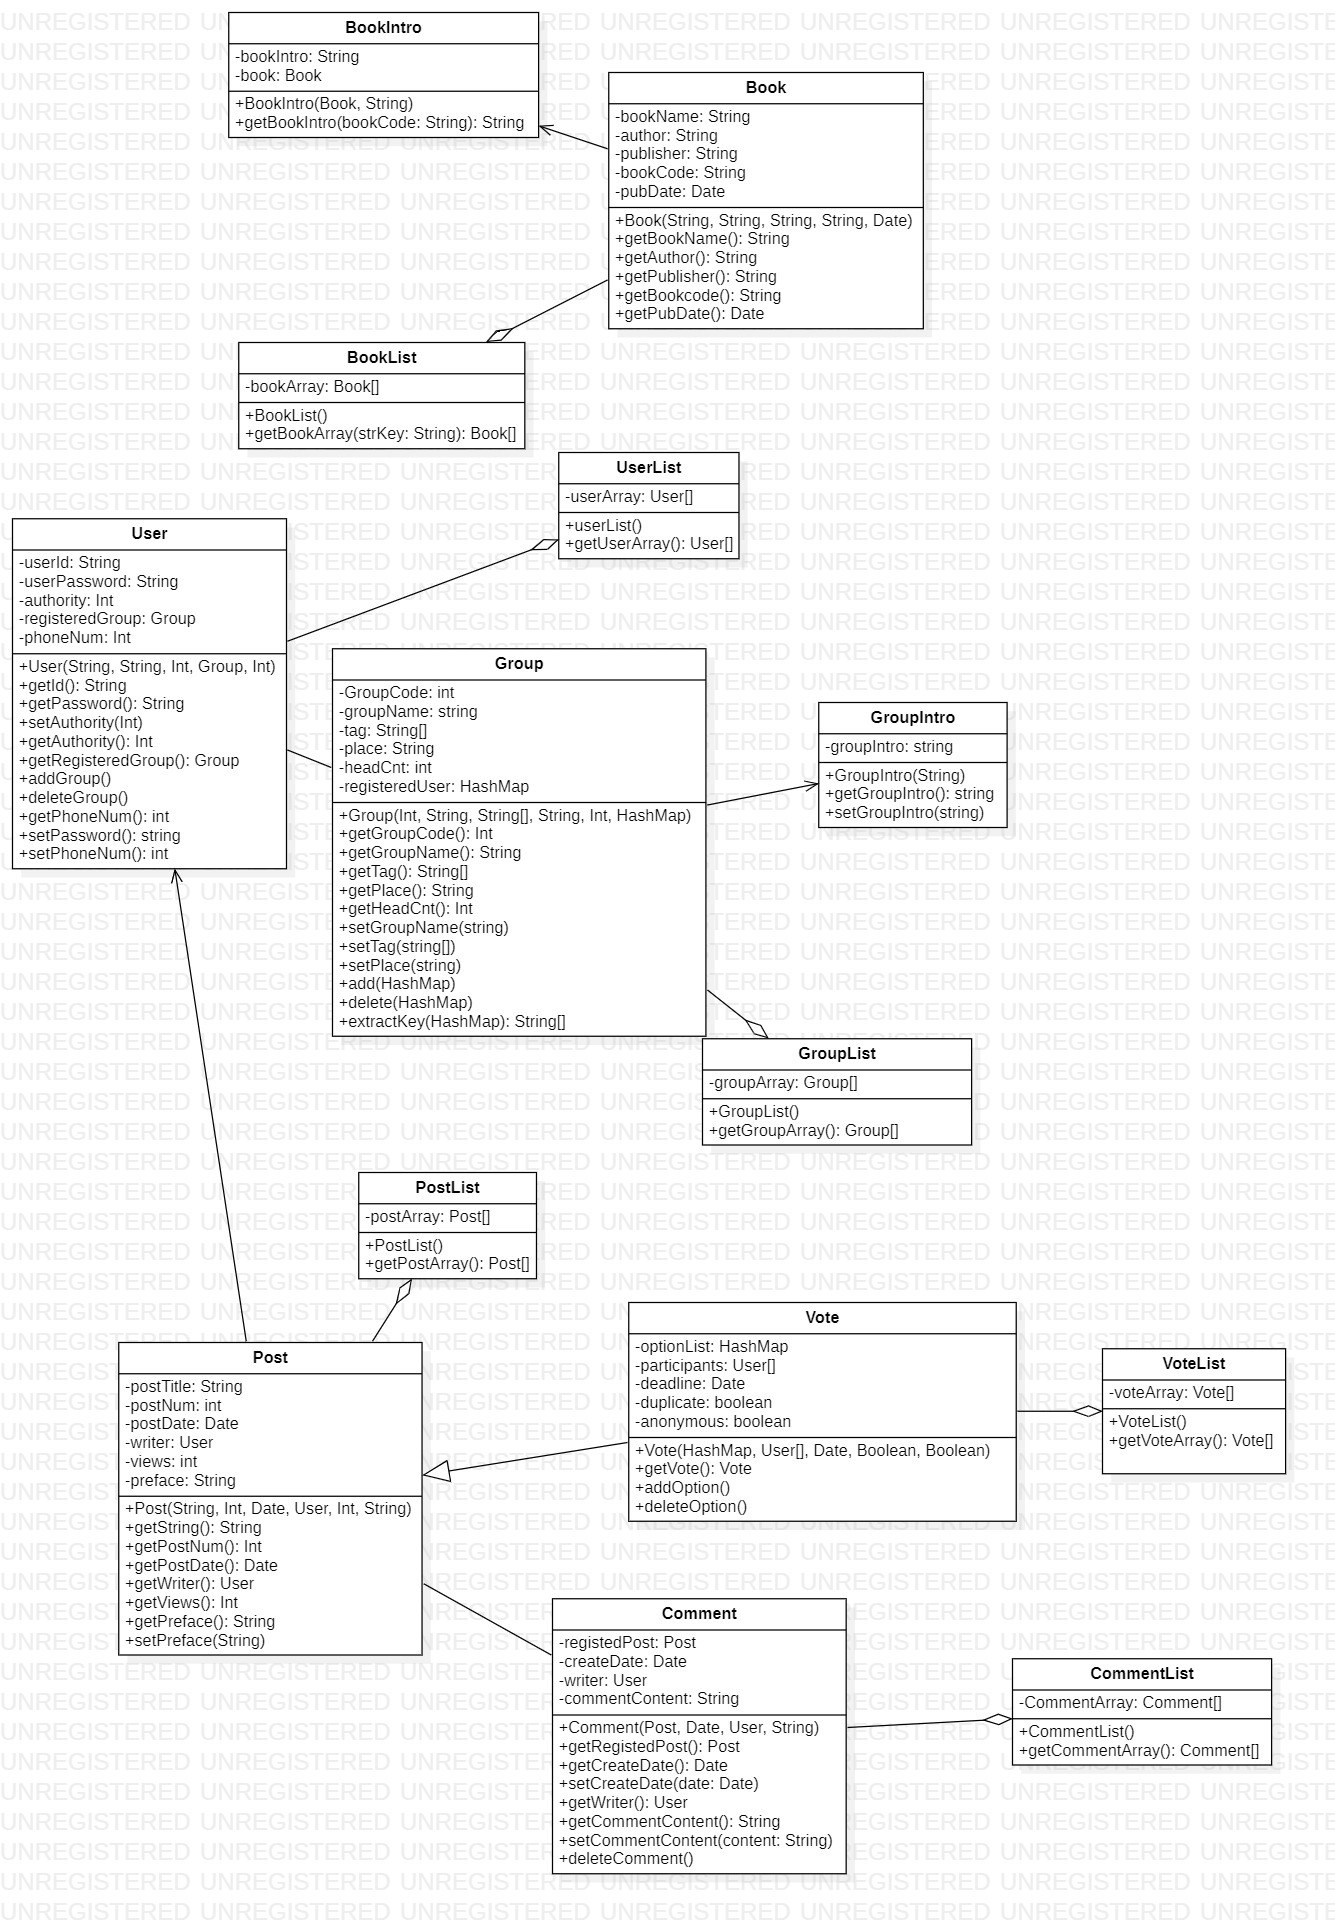 BookIntro
-bookIntro: String
-book: Book
+BookIntro(Book, String)
+getBookIntro(bookCode: String): String
Book
-bookName: String
-author: String
-publisher: String
-bookCode: String
-pubDate: Date
+Book(String, String, String, String, Date)
+getBookName(): String
+getAuthor(): String
+getPublisher(): String
+getBookcode(): String
+getPubDate(): Date
BookList
-bookArray: Book[]
+BookList()
+getBookArray(strKey: String): Book[]
UserList
-userArray: User[]
+userList()
+getUserArray(): User[]
User
-userId: String
-userPassword: String
-authority: Int
-registeredGroup: Group
-phoneNum: Int
+User(String, String, Int, Group, Int)
+getId(): String
+getPassword(): String
+setAuthority(Int)
+getAuthority(): Int
+getRegisteredGroup(): Group
+addGroup()
+deleteGroup()
+getPhoneNum(): int
+setPassword(): string
+setPhoneNum(): int
Group
-GroupCode: int
-groupName: string
-tag: String[]
-place: String
-headCnt: int
-registeredUser: HashMap
+Group(Int, String, String[], String, Int, HashMap)
+getGroupCode(): Int
+getGroupName(): String
+getTag(): String[]
+getPlace(): String
+getHeadCnt(): Int
+setGroupName(string)
+setTag(string[])
+setPlace(string)
+add(HashMap)
+delete(HashMap)
+extractKey(HashMap): String[]
GroupIntro
-groupIntro: string
+GroupIntro(String)
+getGroupIntro(): string
+setGroupIntro(string)
GroupList
-groupArray: Group[]
+GroupList()
+getGroupArray(): Group[]
PostList
-postArray: Post[]
+PostList()
+getPostArray(): Post[]
Post
-postTitle: String
-postNum: int
-postDate: Date
-writer: User
-views: int
-preface: String
+Post(String, Int, Date, User, Int, String)
+getString(): String
+getPostNum(): Int
+getPostDate(): Date
+getWriter(): User
+getViews(): Int
+getPreface(): String
+setPreface(String)
Vote
-optionList: HashMap
-participants: User[]
-deadline: Date
-duplicate: boolean
-anonymous: boolean
+Vote(HashMap, User[], Date, Boolean, Boolean)
+getVote(): Vote
+addOption()
+deleteOption()
VoteList
-voteArray: Vote[]
+VoteList()
+getVoteArray(): Vote[]
Comment
-registedPost: Post
-createDate: Date
-writer: User
-commentContent: String
+Comment(Post, Date, User, String)
+getRegistedPost(): Post
+getCreateDate(): Date
+setCreateDate(date: Date)
+getWriter(): User
+getCommentContent(): String
+setCommentContent(content: String)
+deleteComment()
CommentList
-CommentArray: Comment[]
+CommentList()
+getCommentArray(): Comment[]
UNREGISTERED